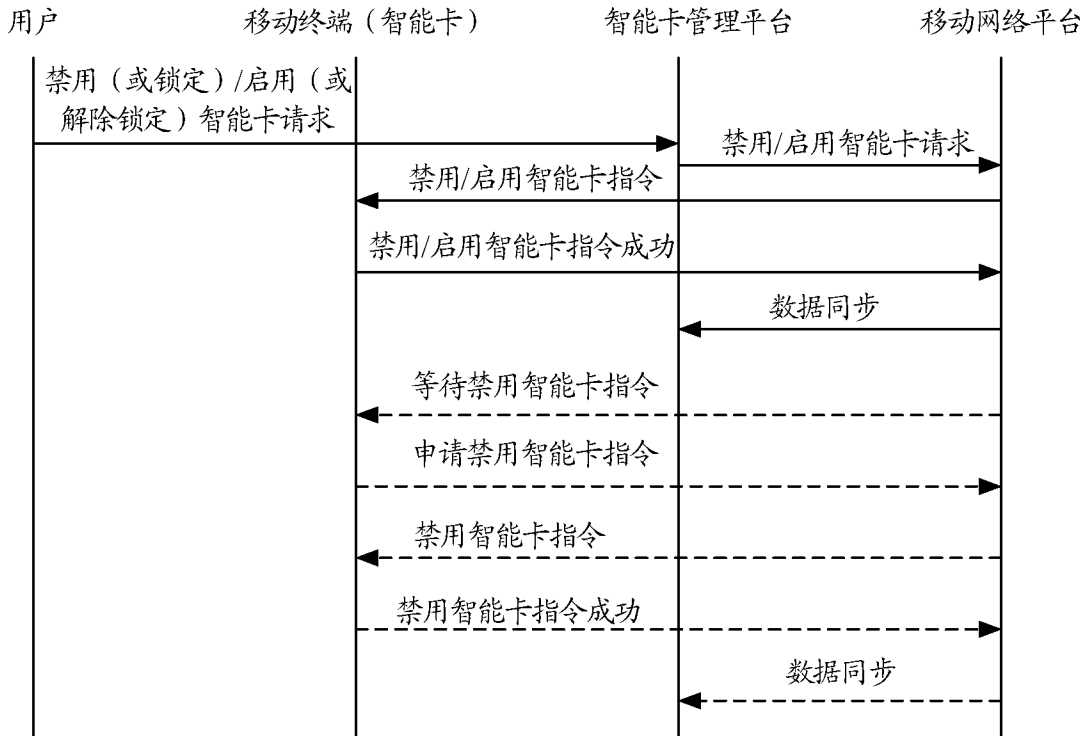 用户
移动终端（智能卡）
智能卡管理平台
移动网络平台
禁用（或锁定）/启用（或
解除锁定）智能卡请求
禁用/启用智能卡请求
禁用/启用智能卡指令
禁用/启用智能卡指令成功
数据同步
等待禁用智能卡指令
申请禁用智能卡指令
禁用智能卡指令
禁用智能卡指令成功
数据同步